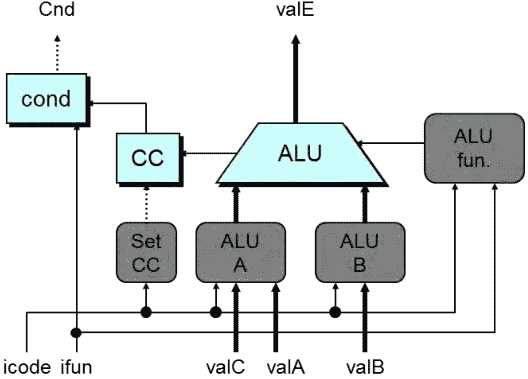 Cnd
valE
cond
CC
ALU
ALU
fun.
Set
CC
ALU
A
ALU
B
icode
ifun
valC
valA
valB